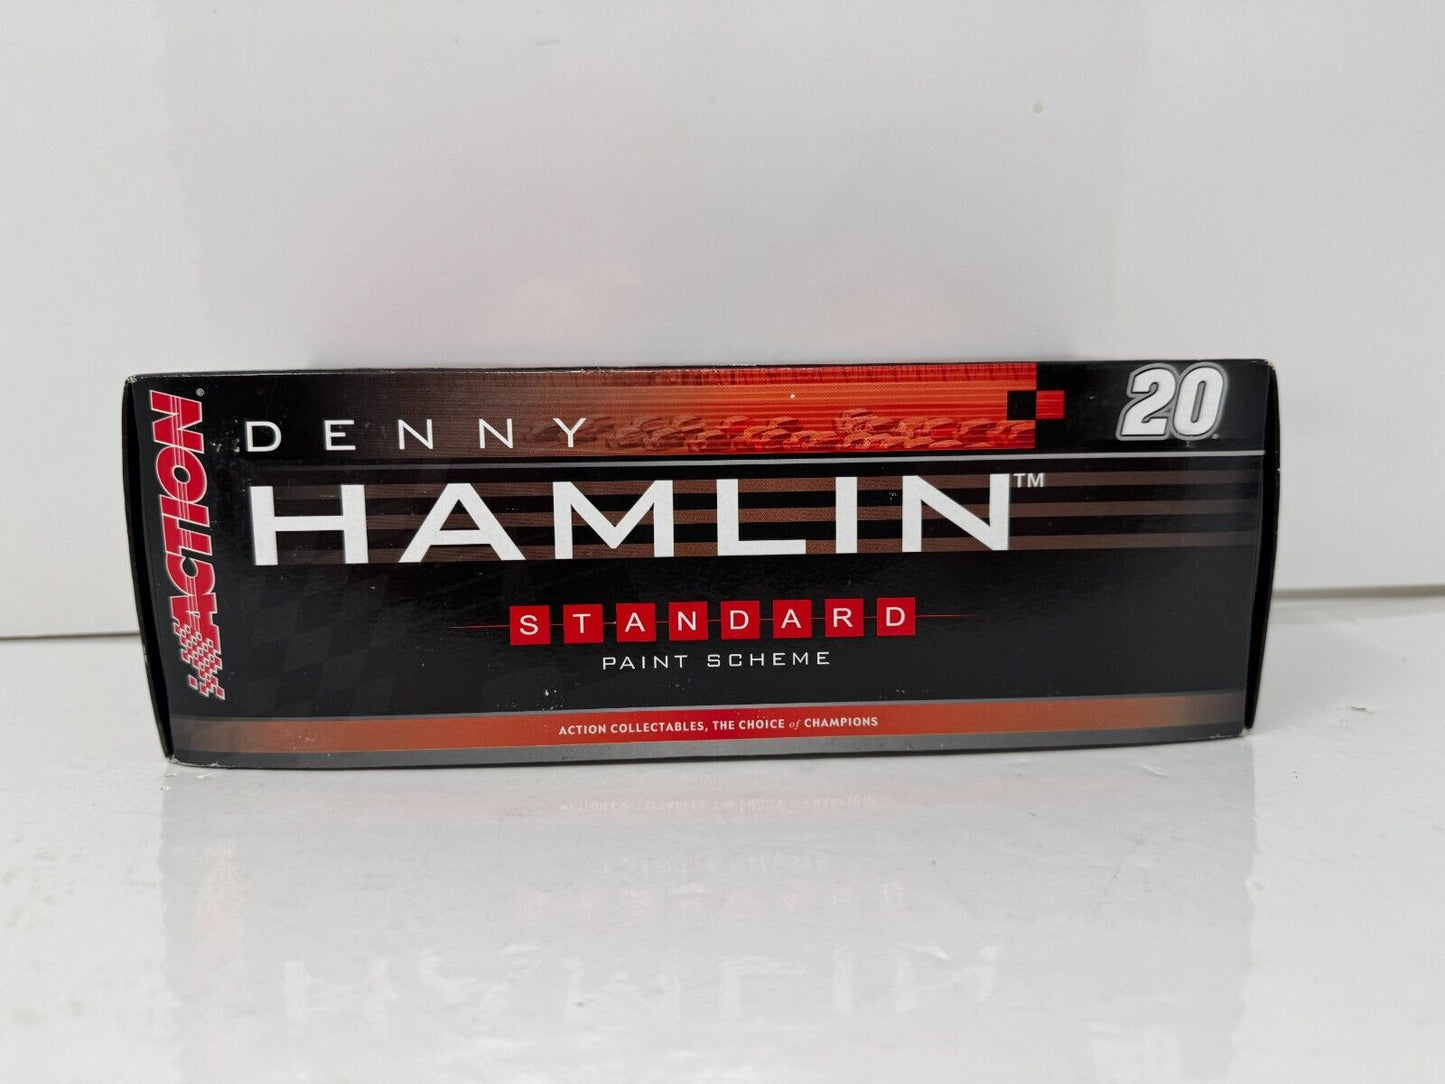 ACTION®
DENNY
20
HAMLIN™
STANDARD
PAINT SCHEME
ACTION COLLECTABLES, THE CHOICE of CHAMPIONS